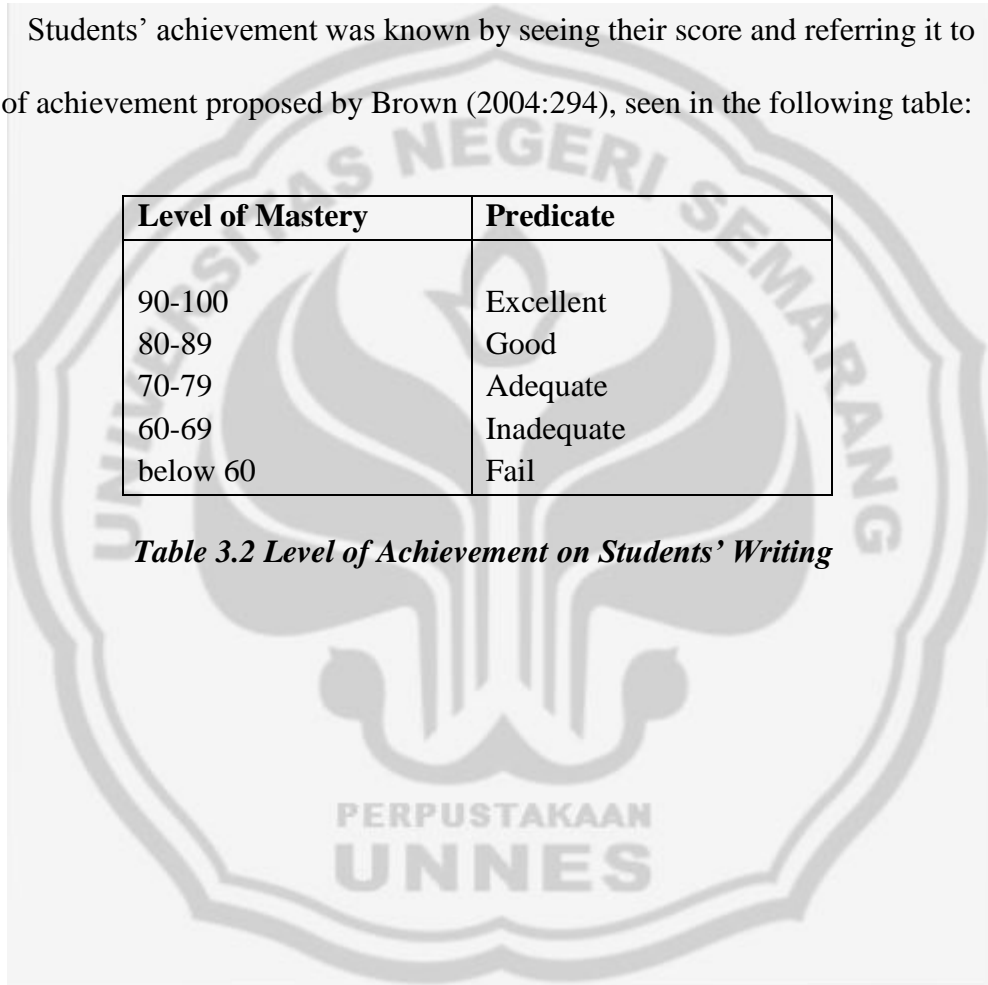 Students’ achievement was known by seeing their score and referring it to
of achievement proposed by Brown (2004:294), seen in the following table:
Level of Mastery Predicate
90-100 Excellent
80-89 Good
70-79 Adequate
60-69 Inadequate
below 60 Fail
Table 3.2 Level of Achievement on Students’ Writing
UNIVERSITAS NEGERI SEMARANG
PERPUSTAKAAN
UNNES